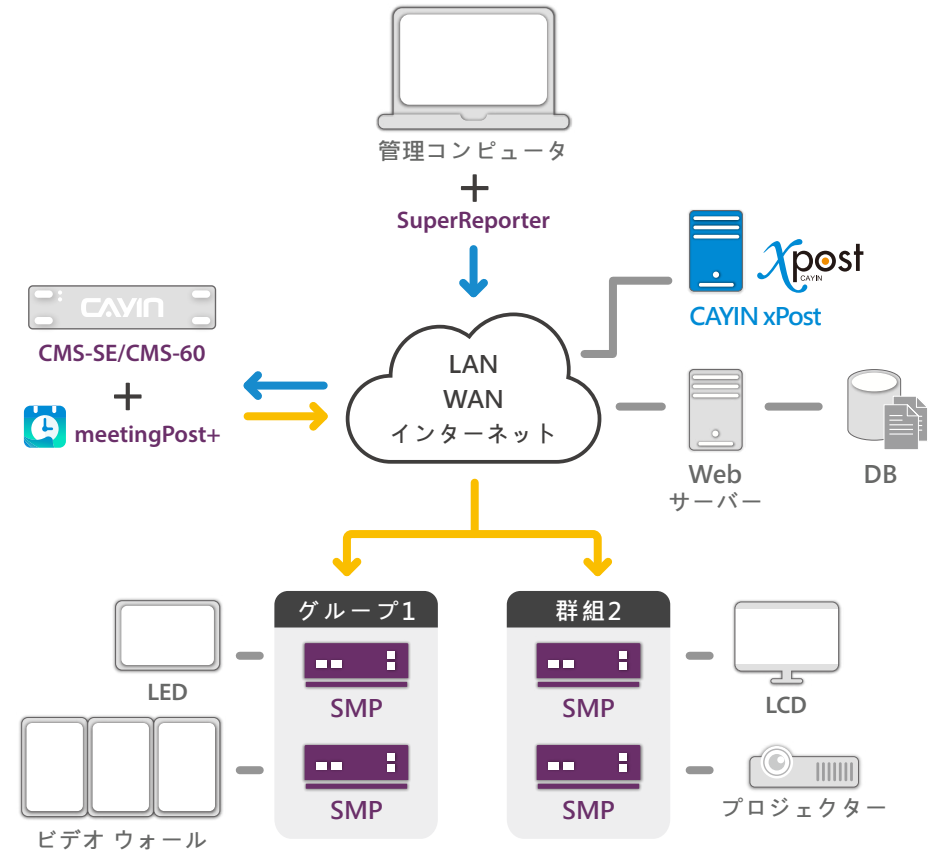 管理コンピュータ
+
SuperReporter
Xpost
CAYIN
CAYIN xPost
CAYIN
CMS-SE/CMS-60
+
meetingPost+
LAN
WAN
インターネット
Web
サーバー
DB
グループ1
群組2
LED
SMP
SMP
LCD
ビデオ ウォール
SMP
SMP
プロジェクター